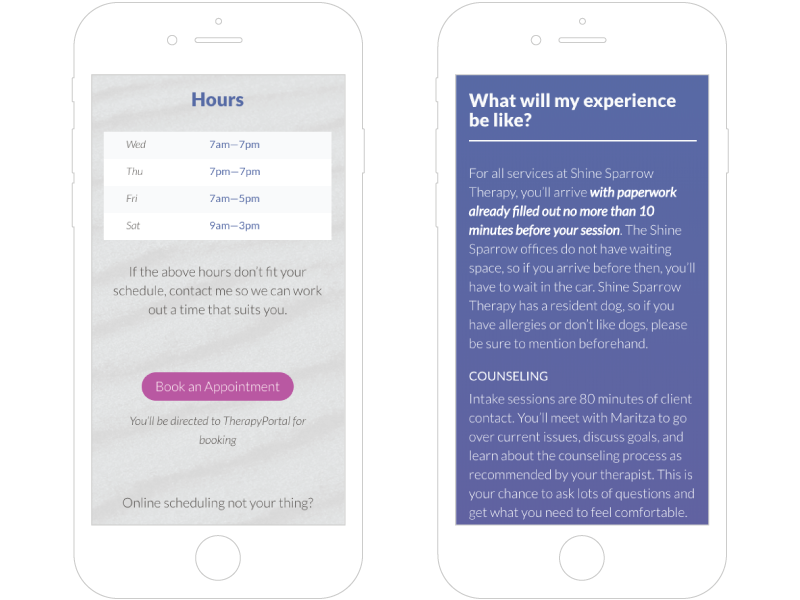 Hours
Wed 7am—7pm
Thu 7pm—7pm
Fri 7am—5pm
Sat 9am—3pm
If the above hours don't fit your
schedule, contact me so we can work
out a time that suits you.
Book an Appointment
You'll be directed to TherapyPortal for
booking
Online scheduling not your thing?
What will my experience
be like?
For all services at Shine Sparrow
Therapy, you'll arrive with paperwork
already filled out no more than 10
minutes before your session. The Shine
Sparrow offices do not have waiting
space, so if you arrive before then, you'll
have to wait in the car. Shine Sparrow
Therapy has a resident dog, so if you
have allergies or don't like dogs, please
be sure to mention beforehand.
COUNSELING
Intake sessions are 80 minutes of client
contact. You'll meet with Maritza to go
over current issues, discuss goals, and
learn about the counseling process as
recommended by your therapist. This is
your chance to ask lots of questions and
get what you need to feel comfortable.